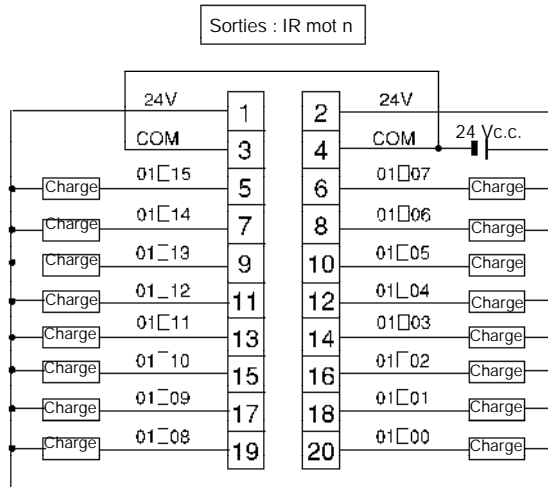 Sorties : IR mot n
24V 1 2 24V
COM 3 4 COM 24 Vc.c.
Charge 01□15 5 6 01□07 Charge
Charge 01□14 7 8 01□06 Charge
Charge 01□13 9 10 01□05 Charge
Charge 01□12 11 12 01□04 Charge
Charge 01□11 13 14 01□03 Charge
Charge 01□10 15 16 01□02 Charge
Charge 01□09 17 18 01□01 Charge
Charge 01□08 19 20 01□00 Charge